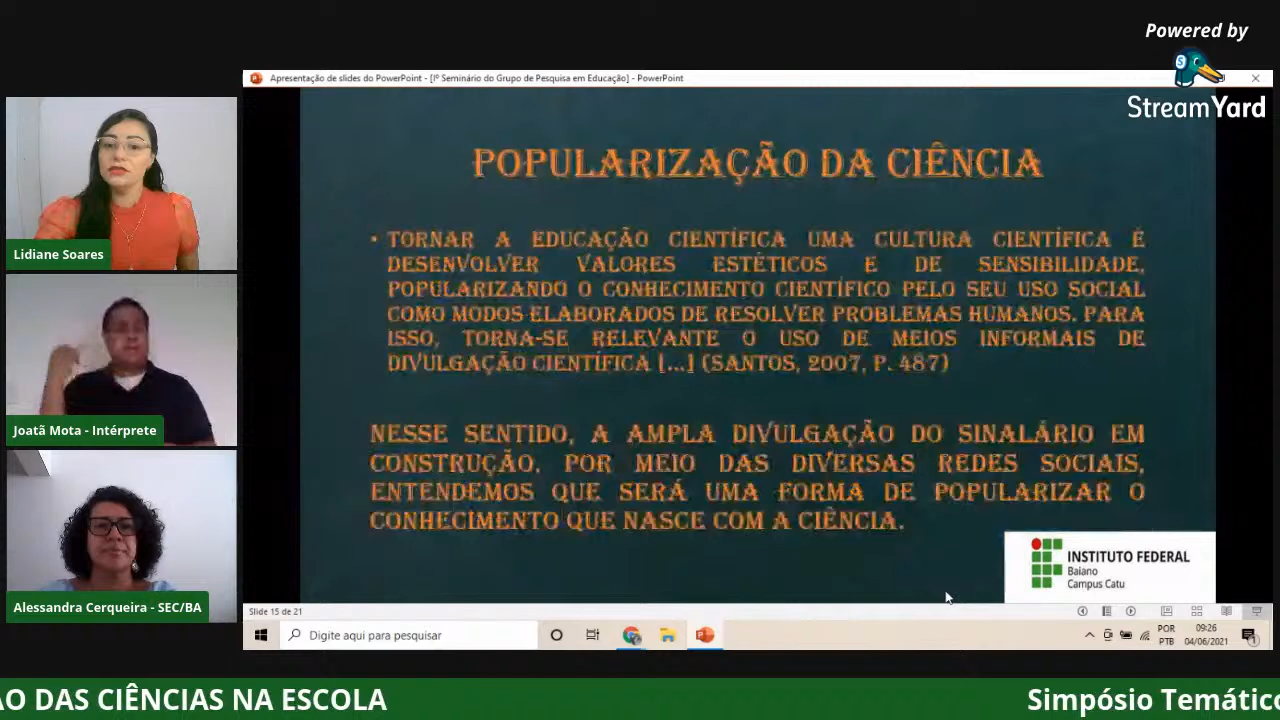 Powered by
StreamYard
Apresentação de slides do PowerPoint - [Iº Seminário do Grupo de Pesquisa em Educação] - PowerPoint
Lidiane Soares
Joatã Mota - Intérprete
Alessandra Cerqueira - SEC/BA
POPULARIZAÇÃO DA CIÊNCIA
• TORNAR A EDUCAÇÃO CIENTÍFICA UMA CULTURA CIENTÍFICA É
DESENVOLVER VALORES ESTÉTICOS E DE SENSIBILIDADE,
POPULARIZANDO O CONHECIMENTO CIENTÍFICO PELO SEU USO SOCIAL
COMO MODOS ELABORADOS DE RESOLVER PROBLEMAS HUMANOS. PARA
ISSO, TORNA-SE RELEVANTE O USO DE MEIOS INFORMAIS DE
DIVULGAÇÃO CIENTÍFICA [...] (SANTOS, 2007, P. 487)
NESSE SENTIDO, A AMPLA DIVULGAÇÃO DO SINALÁRIO EM
CONSTRUÇÃO, POR MEIO DAS DIVERSAS REDES SOCIAIS,
ENTENDEMOS QUE SERÁ UMA FORMA DE POPULARIZAR O
CONHECIMENTO QUE NASCE COM A CIÊNCIA.
INSTITUTO FEDERAL
Baiano
Campus Catu
Slide 15 de 21
Digite aqui para pesquisar
POR
PTB
09:26
04/06/2021
1
ÃO DAS CIÊNCIAS NA ESCOLA
Simpósio Temático